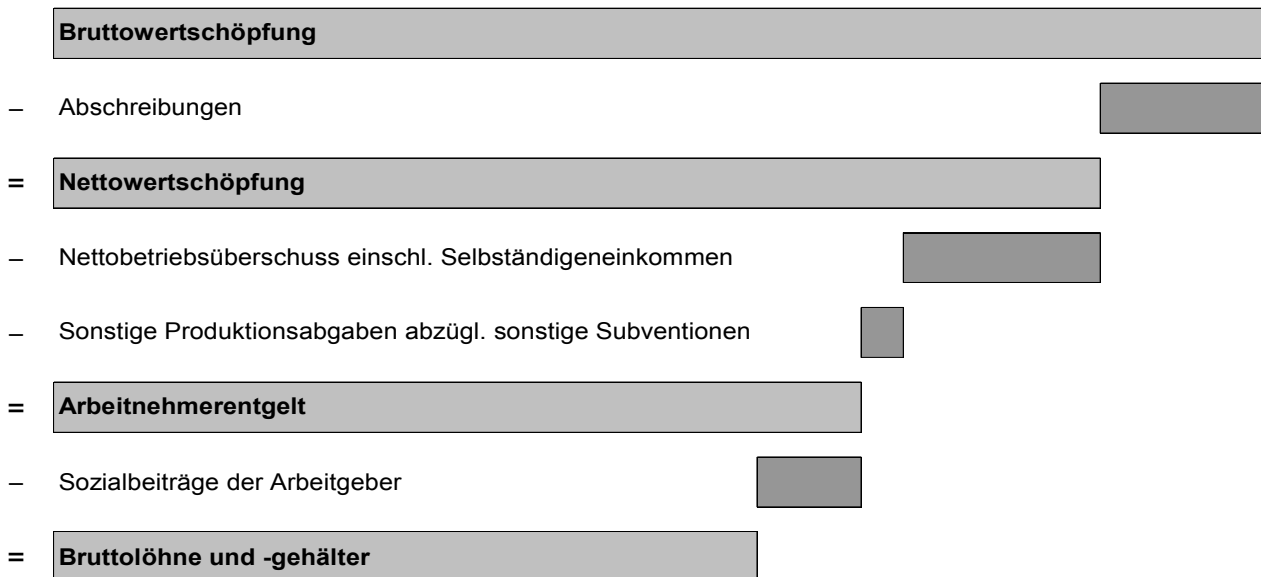 Bruttowertschöpfung
– Abschreibungen
= Nettowertschöpfung
– Nettobetriebsüberschuss einschl. Selbständigeneinkommen
– Sonstige Produktionsabgaben abzügl. sonstige Subventionen
= Arbeitnehmerentgelt
– Sozialbeiträge der Arbeitgeber
= Bruttolöhne und -gehälter